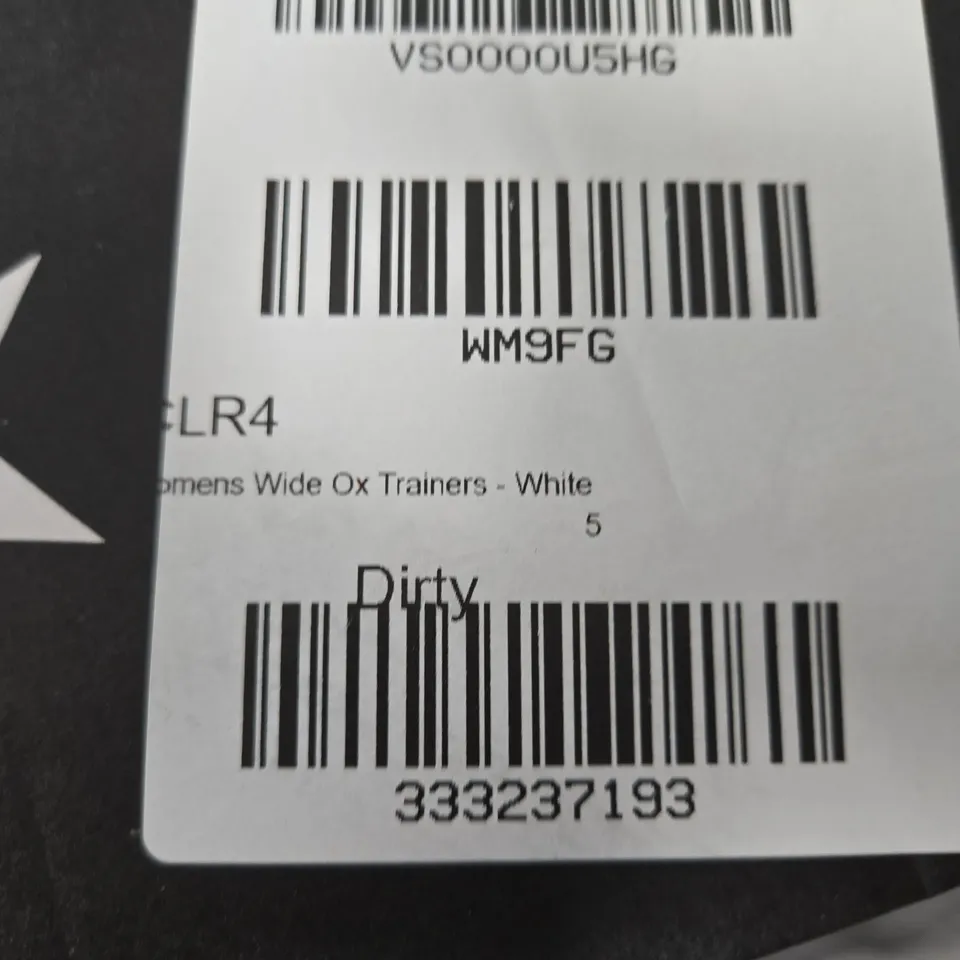 VS0000U5HG
WM9FG
LR4
omens Wide Ox Trainers - White
5
Dirty
333237193